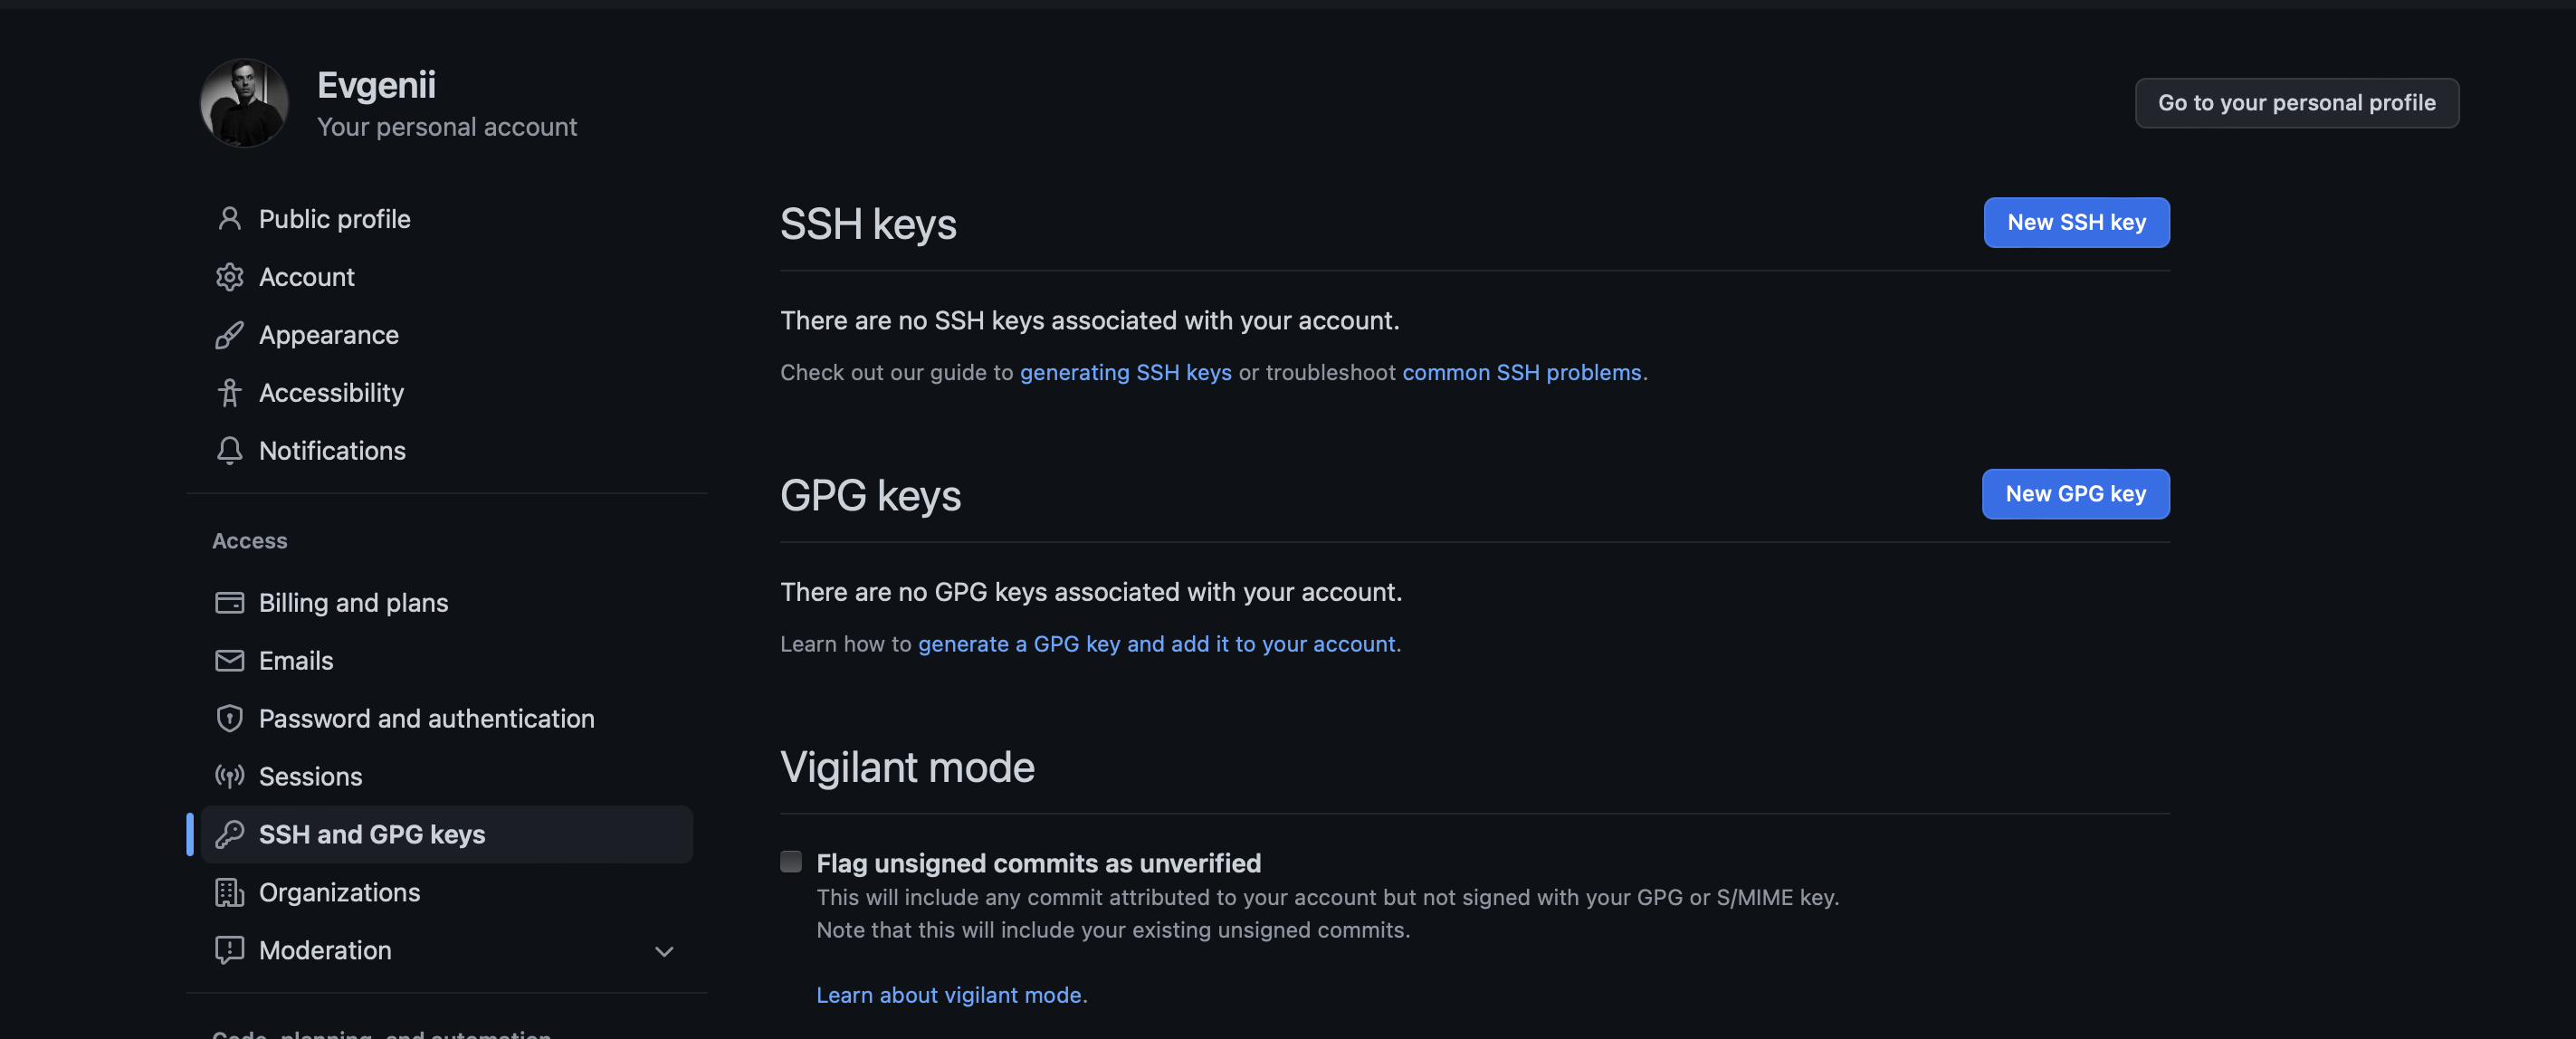 Evgenii
Your personal account
Go to your personal profile
Public profile
Account
Appearance
Accessibility
Notifications
Access
Billing and plans
Emails
Password and authentication
Sessions
SSH and GPG keys
Organizations
Moderation
Code, planning, and automation
SSH keys
New SSH key
There are no SSH keys associated with your account.
Check out our guide to generating SSH keys or troubleshoot common SSH problems.
GPG keys
New GPG key
There are no GPG keys associated with your account.
Learn how to generate a GPG key and add it to your account.
Vigilant mode
Flag unsigned commits as unverified
This will include any commit attributed to your account but not signed with your GPG or S/MIME key.
Note that this will include your existing unsigned commits.
Learn about vigilant mode.